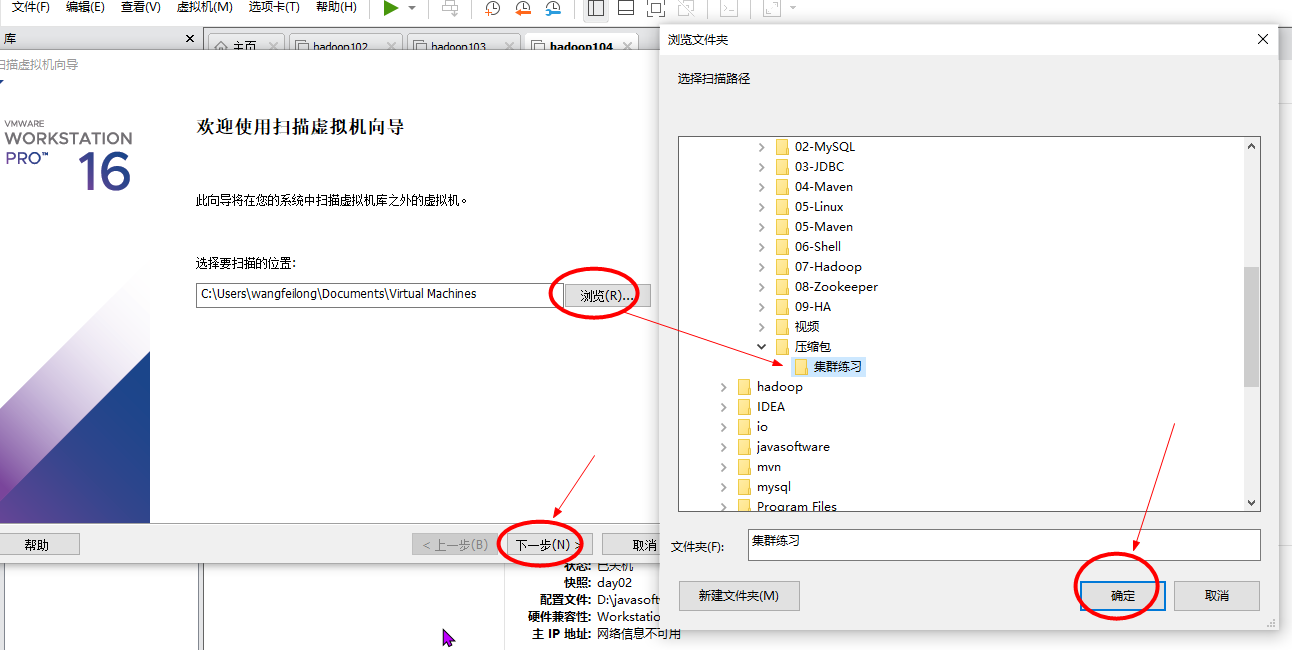 文件(F) 编辑(E) 查看(V) 虚拟机(M) 选项卡(T) 帮助(H)
库
主页
hadoop102
hadoop103
hadoop104
扫描虚拟机向导
VMWARE
WORKSTATION
PRO™ 16
欢迎使用扫描虚拟机向导
此向导将在您的系统中扫描虚拟机库之外的虚拟机。
选择要扫描的位置:
C:\Users\wangfeilong\Documents\Virtual Machines
浏览(R)...
帮助
< 上一步(B)
下一步(N) >
取消
状态: 已关机
快照: day02
配置文件: D:\javasoft
硬件兼容性: Workstatio
主 IP 地址: 网络信息不可用
浏览文件夹
选择扫描路径
02-MySQL
03-JDBC
04-Maven
05-Linux
05-Maven
06-Shell
07-Hadoop
08-Zookeeper
09-HA
视频
压缩包
集群练习
hadoop
IDEA
io
javasoftware
mvn
mysql
Program Files
文件夹(F):
集群练习
新建文件夹(M)
确定
取消